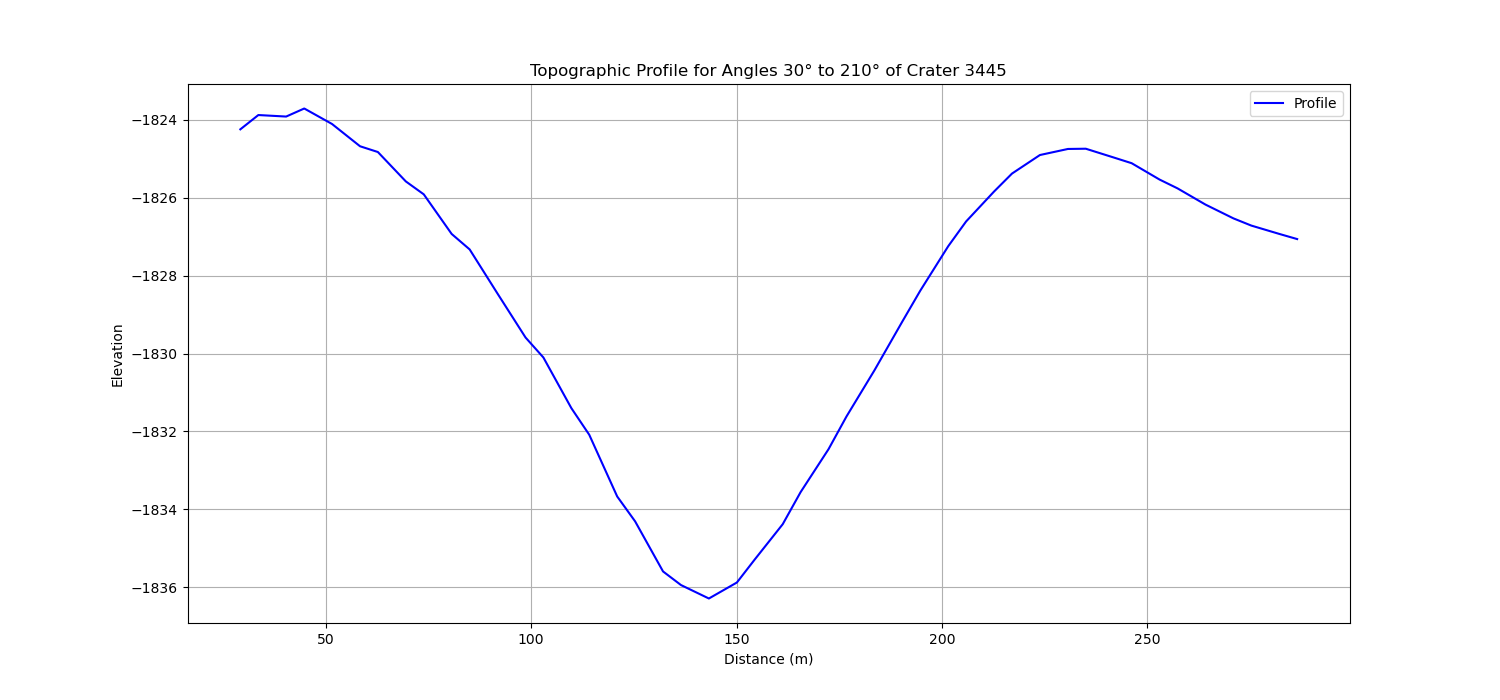 Topographic Profile for Angles 30° to 210° of Crater 3445
Profile
Elevation
−1824
−1826
−1828
−1830
−1832
−1834
−1836
50 100 150 200 250
Distance (m)